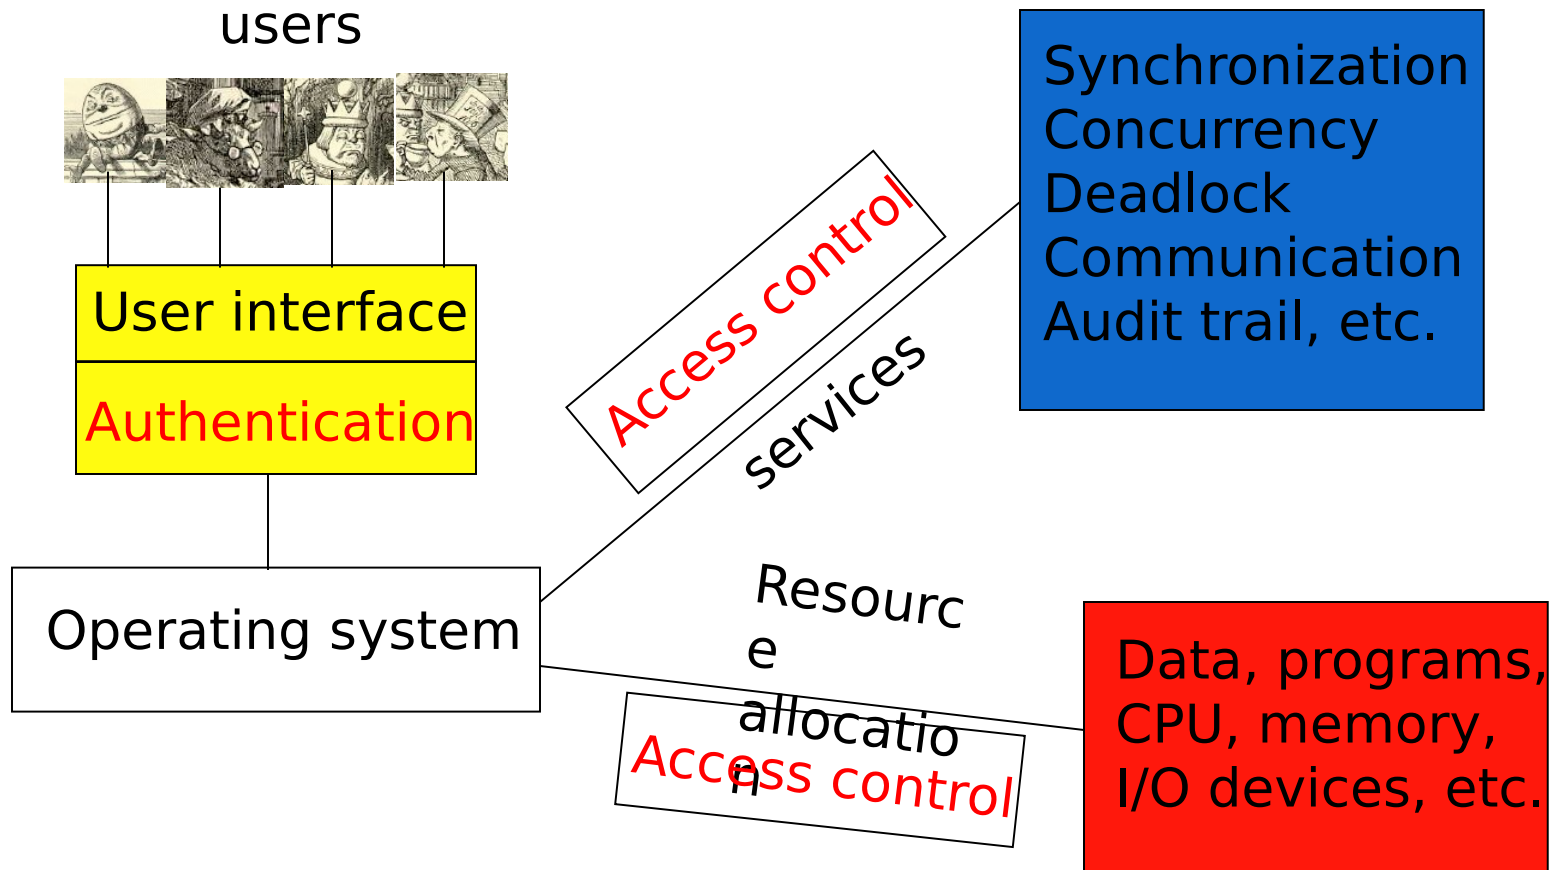 users
User interface
Authentication
Operating system
Access control
services
Synchronization
Concurrency
Deadlock
Communication
Audit trail, etc.
Resourc
e
allocatio
n
Access control
Data, programs,
CPU, memory,
I/O devices, etc.